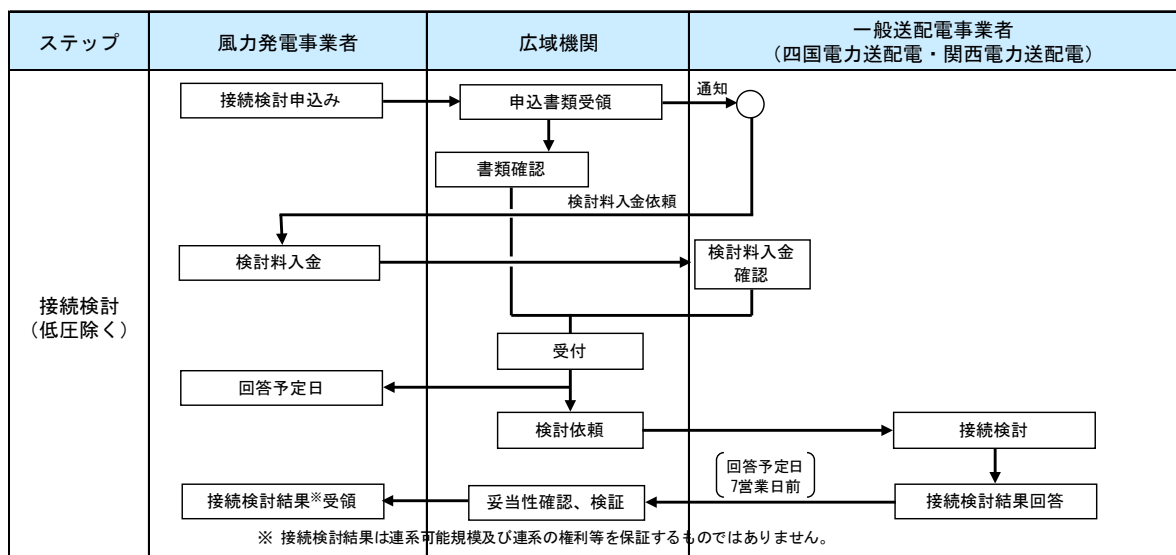 ステップ
風力発電事業者
広域機関
一般送配電事業者
（四国電力送配電・関西電力送配電）
接続検討申込み
申込書類受領
通知
書類確認
検討料入金依頼
検討料入金
検討料入金
確認
接続検討
（低圧除く）
受付
回答予定日
検討依頼
接続検討
回答予定日
7営業日前
接続検討結果※受領
妥当性確認、検証
接続検討結果回答
※ 接続検討結果は連系可能規模及び連系の権利等を保証するものではありません。